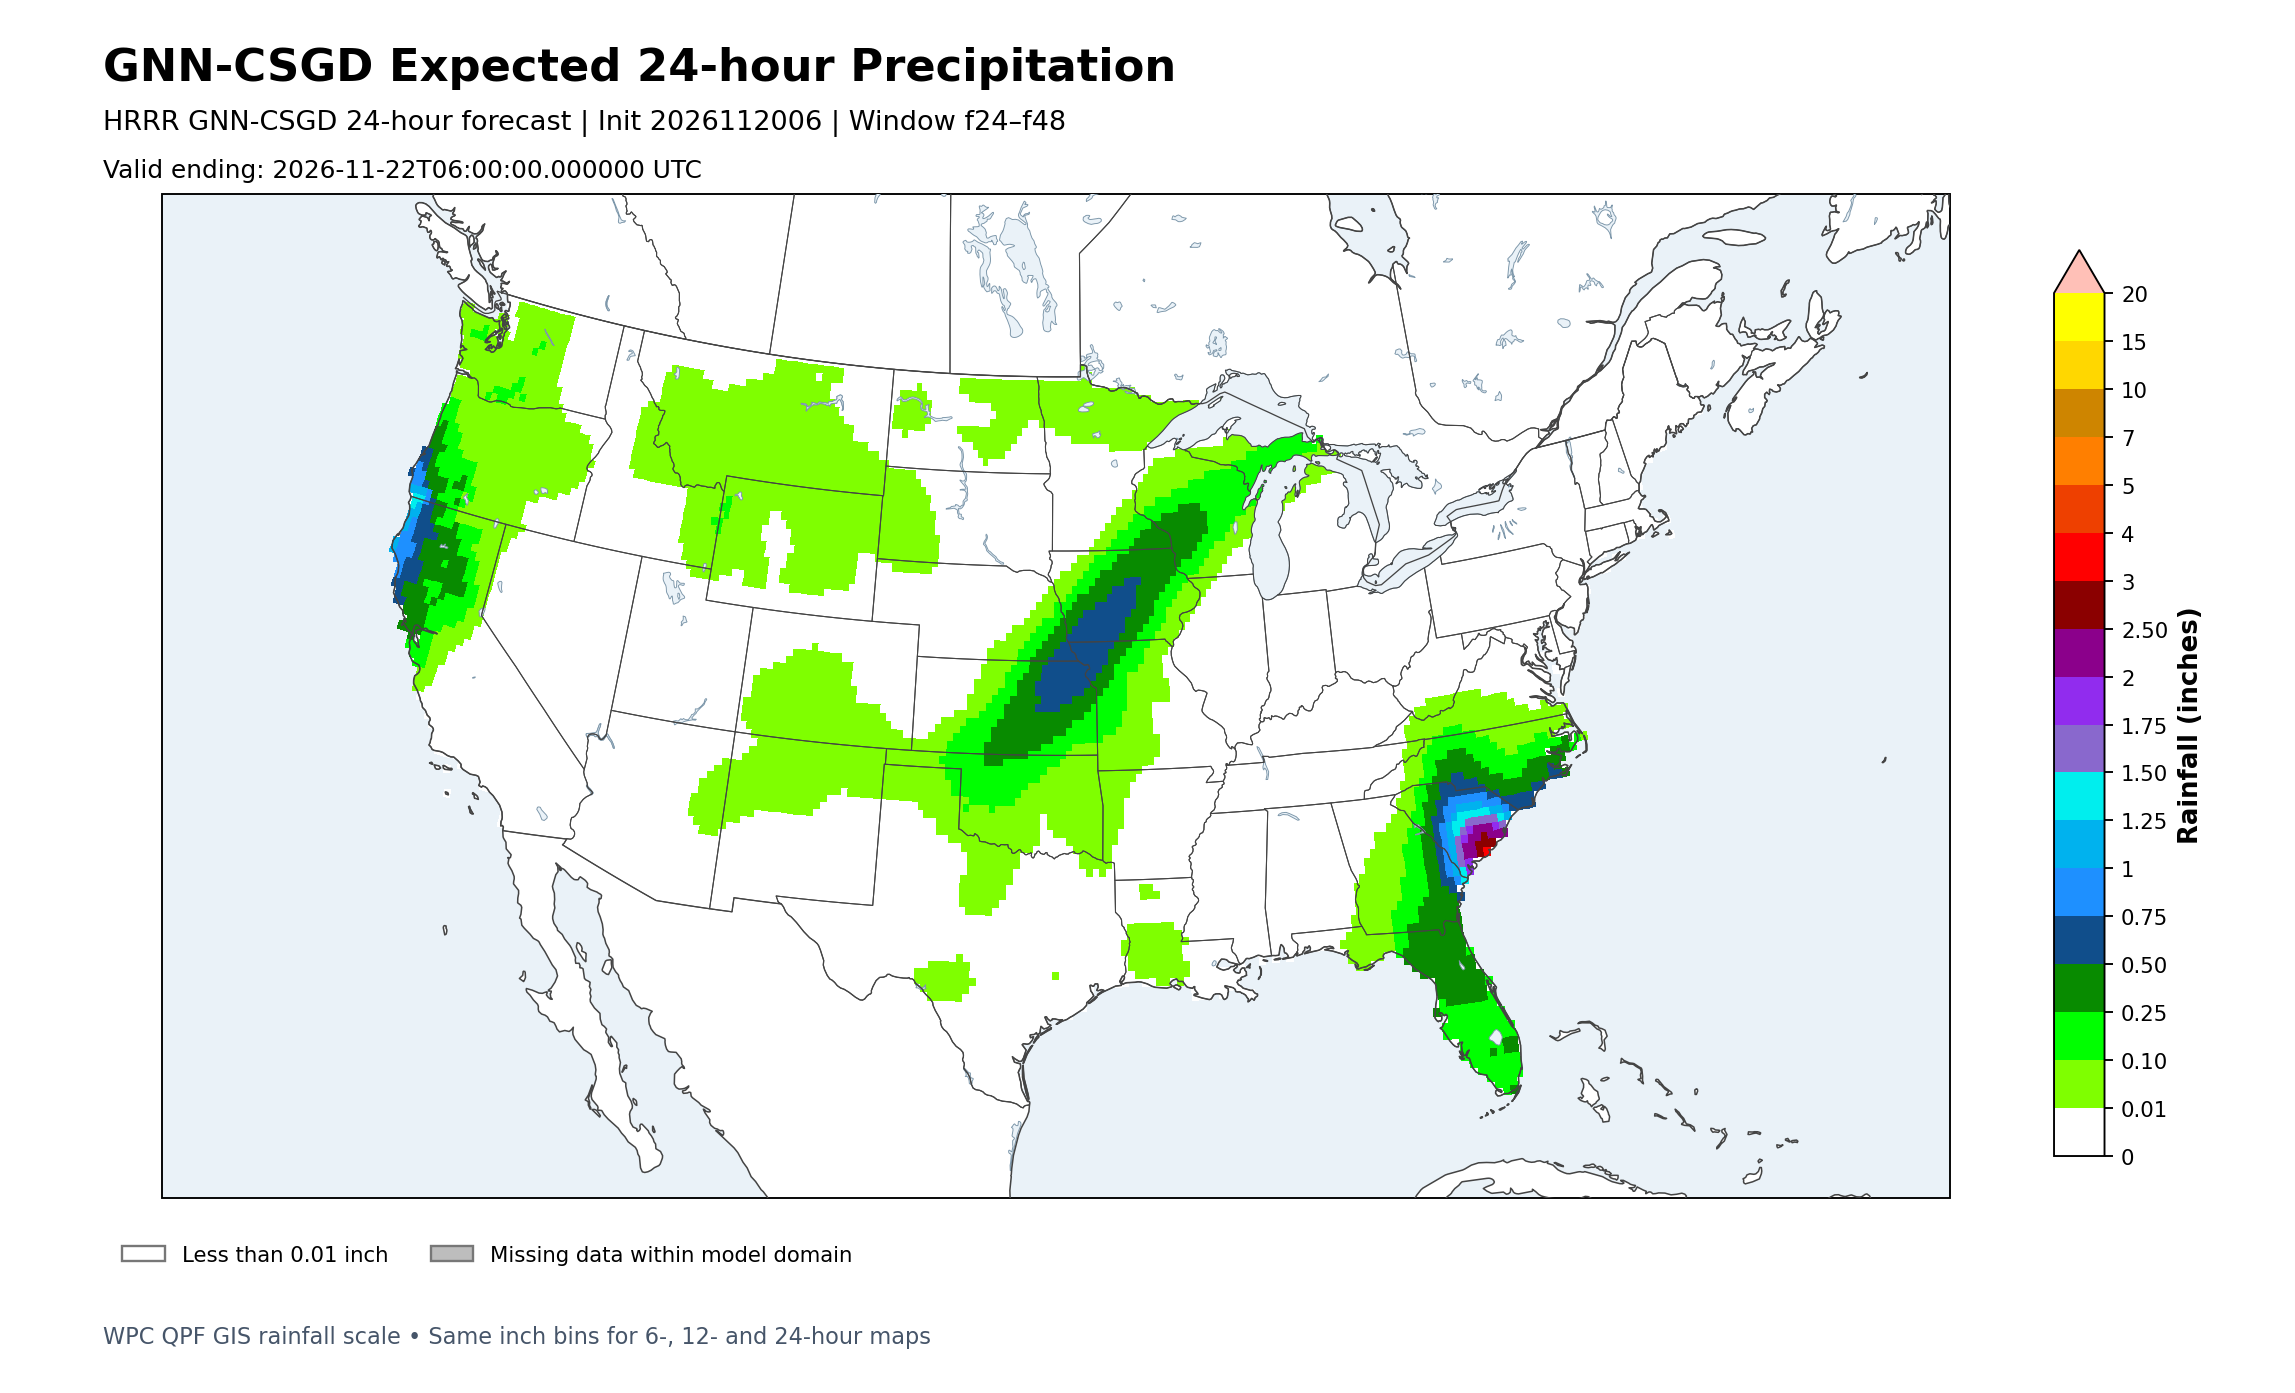 GNN-CSGD Expected 24-hour Precipitation
HRRR GNN-CSGD 24-hour forecast | Init 2026112006 | Window f24–f48
Valid ending: 2026-11-22T06:00:00.000000 UTC
20
15
10
7
5
4
3
2.50
2
1.75
1.50
1.25
1
0.75
0.50
0.25
0.10
0.01
0
Rainfall (inches)
Less than 0.01 inch
Missing data within model domain
WPC QPF GIS rainfall scale • Same inch bins for 6-, 12- and 24-hour maps